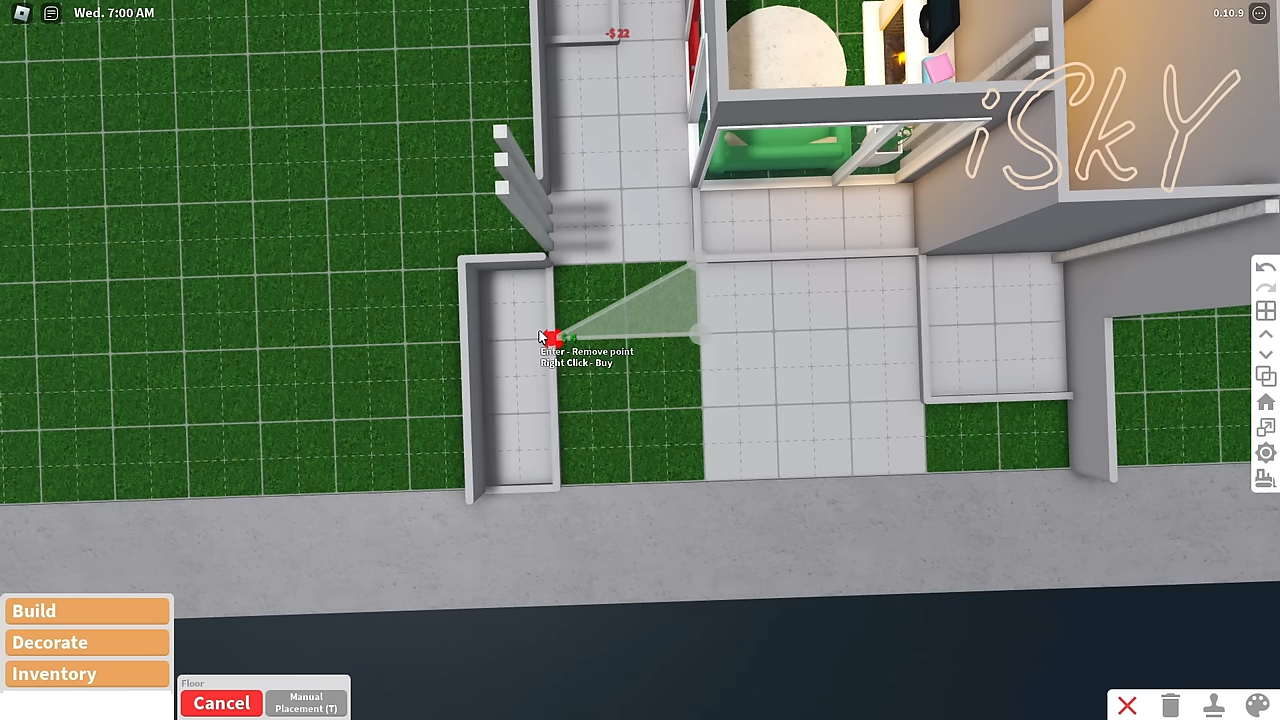 Wed. 7:00 AM
0.10.9
-$22
iSkY
Enter - Remove point
Right Click - Buy
Build
Decorate
Inventory
Floor
Cancel
Manual
Placement (T)